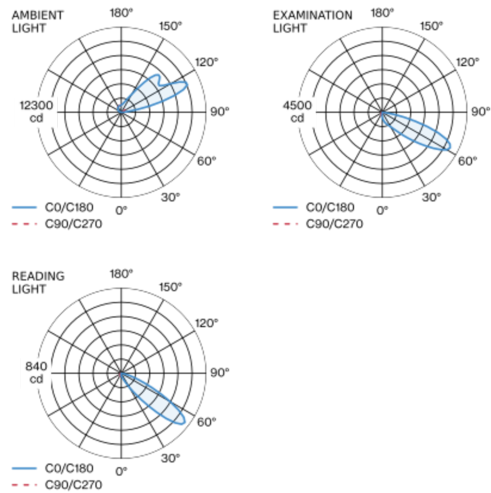 AMBIENT
LIGHT
180°
150°
120°
12300
cd
90°
60°
30°
0°
C0/C180
C90/C270
EXAMINATION
LIGHT
180°
150°
120°
4500
cd
90°
60°
30°
0°
C0/C180
C90/C270
READING
LIGHT
180°
150°
120°
840
cd
90°
60°
30°
0°
C0/C180
C90/C270